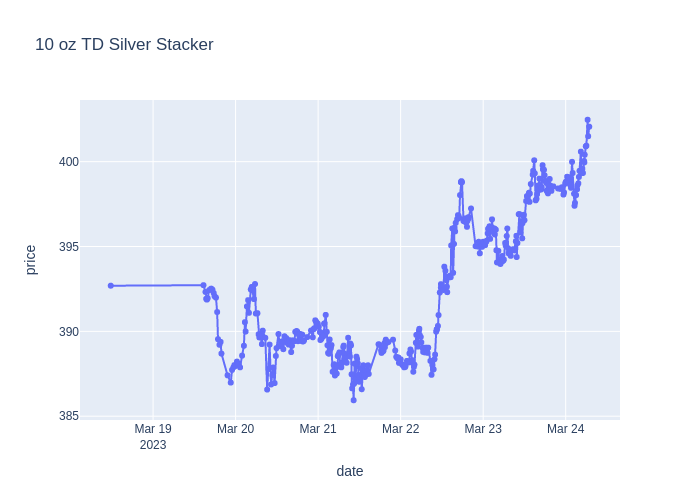 10 oz TD Silver Stacker
400
395
390
385
price
Mar 19
2023
Mar 20
Mar 21
Mar 22
Mar 23
Mar 24
date